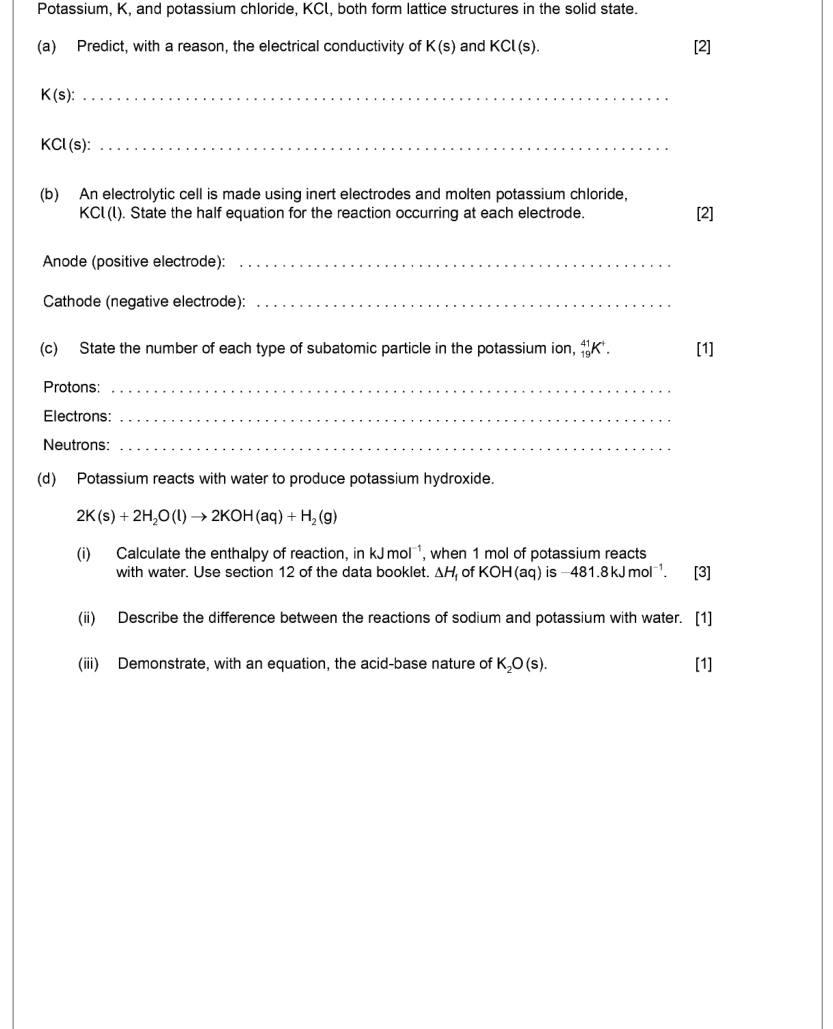 Potassium, K, and potassium chloride, KCl, both form lattice structures in the solid state.
(a) Predict, with a reason, the electrical conductivity of K(s) and KCl(s). [2]
K(s): ......................................................................
KCl(s): ....................................................................
(b) An electrolytic cell is made using inert electrodes and molten potassium chloride,
KCl(l). State the half equation for the reaction occurring at each electrode. [2]
Anode (positive electrode): ....................................................
Cathode (negative electrode): ..................................................
(c) State the number of each type of subatomic particle in the potassium ion, ⁴¹₁₉K⁺. [1]
Protons: ...................................................................
Electrons: ..................................................................
Neutrons: ..................................................................
(d) Potassium reacts with water to produce potassium hydroxide.
2K(s) + 2H₂O(l) → 2KOH(aq) + H₂(g)
(i) Calculate the enthalpy of reaction, in kJ mol⁻¹, when 1 mol of potassium reacts
with water. Use section 12 of the data booklet. ΔHf of KOH(aq) is −481.8 kJ mol⁻¹. [3]
(ii) Describe the difference between the reactions of sodium and potassium with water. [1]
(iii) Demonstrate, with an equation, the acid-base nature of K₂O(s). [1]